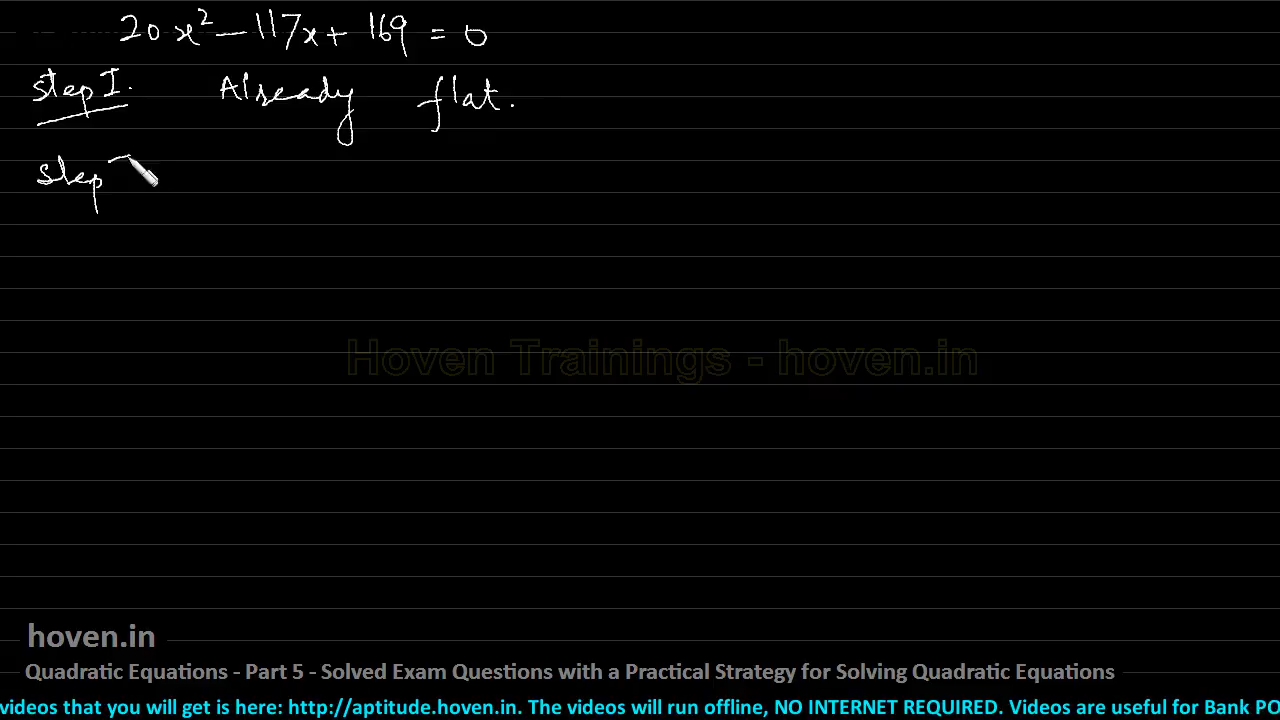 20x² - 117x + 169 = 0
step I. Already flat.
step
Hoven Trainings - hoven.in
hoven.in
Quadratic Equations - Part 5 - Solved Exam Questions with a Practical Strategy for Solving Quadratic Equations
videos that you will get is here: http://aptitude.hoven.in. The videos will run offline, NO INTERNET REQUIRED. Videos are useful for Bank PO